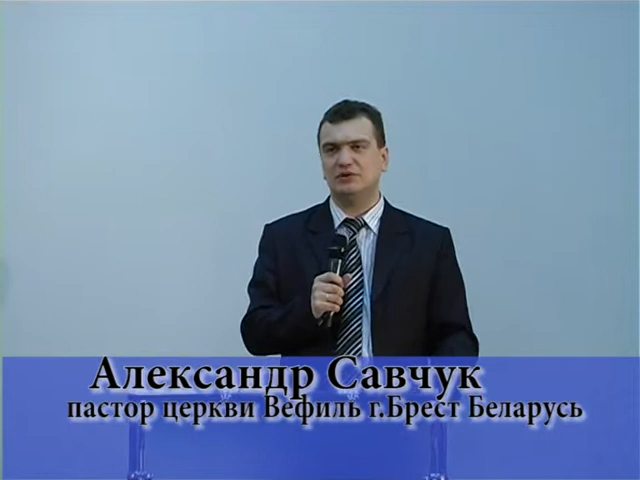 Александр Савчук
пастор церкви Вефиль г.Брест Беларусь